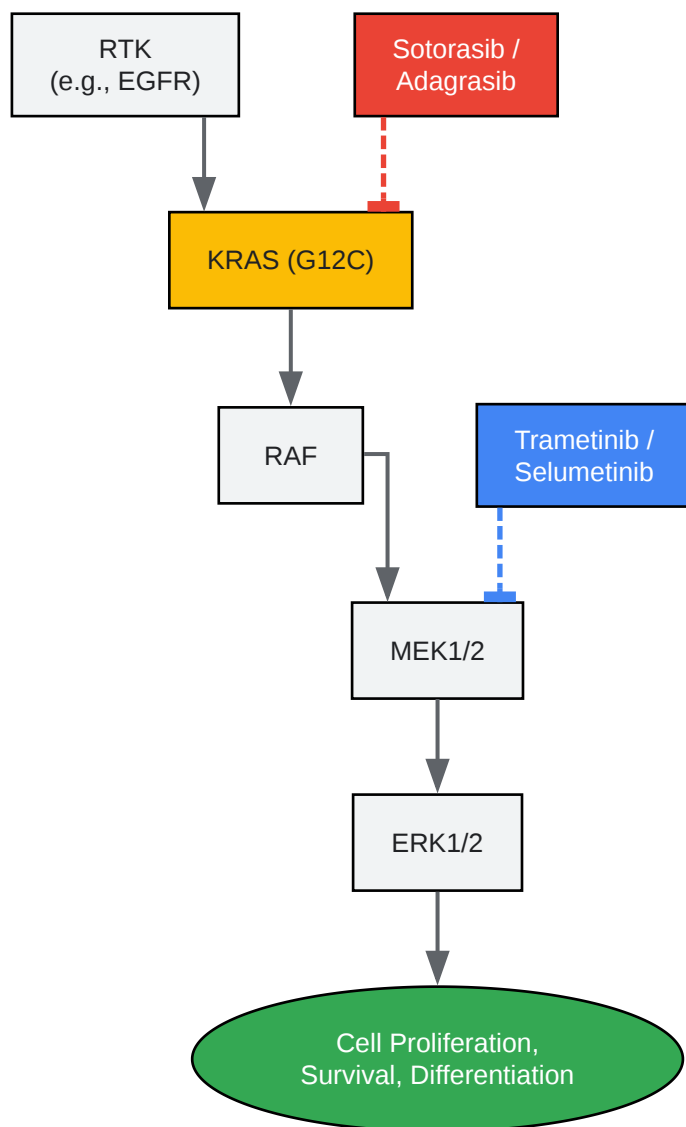 RTK
(e.g., EGFR)
Sotorasib /
Adagrasib
KRAS (G12C)
RAF
Trametinib /
Selumetinib
MEK1/2
ERK1/2
Cell Proliferation,
Survival, Differentiation